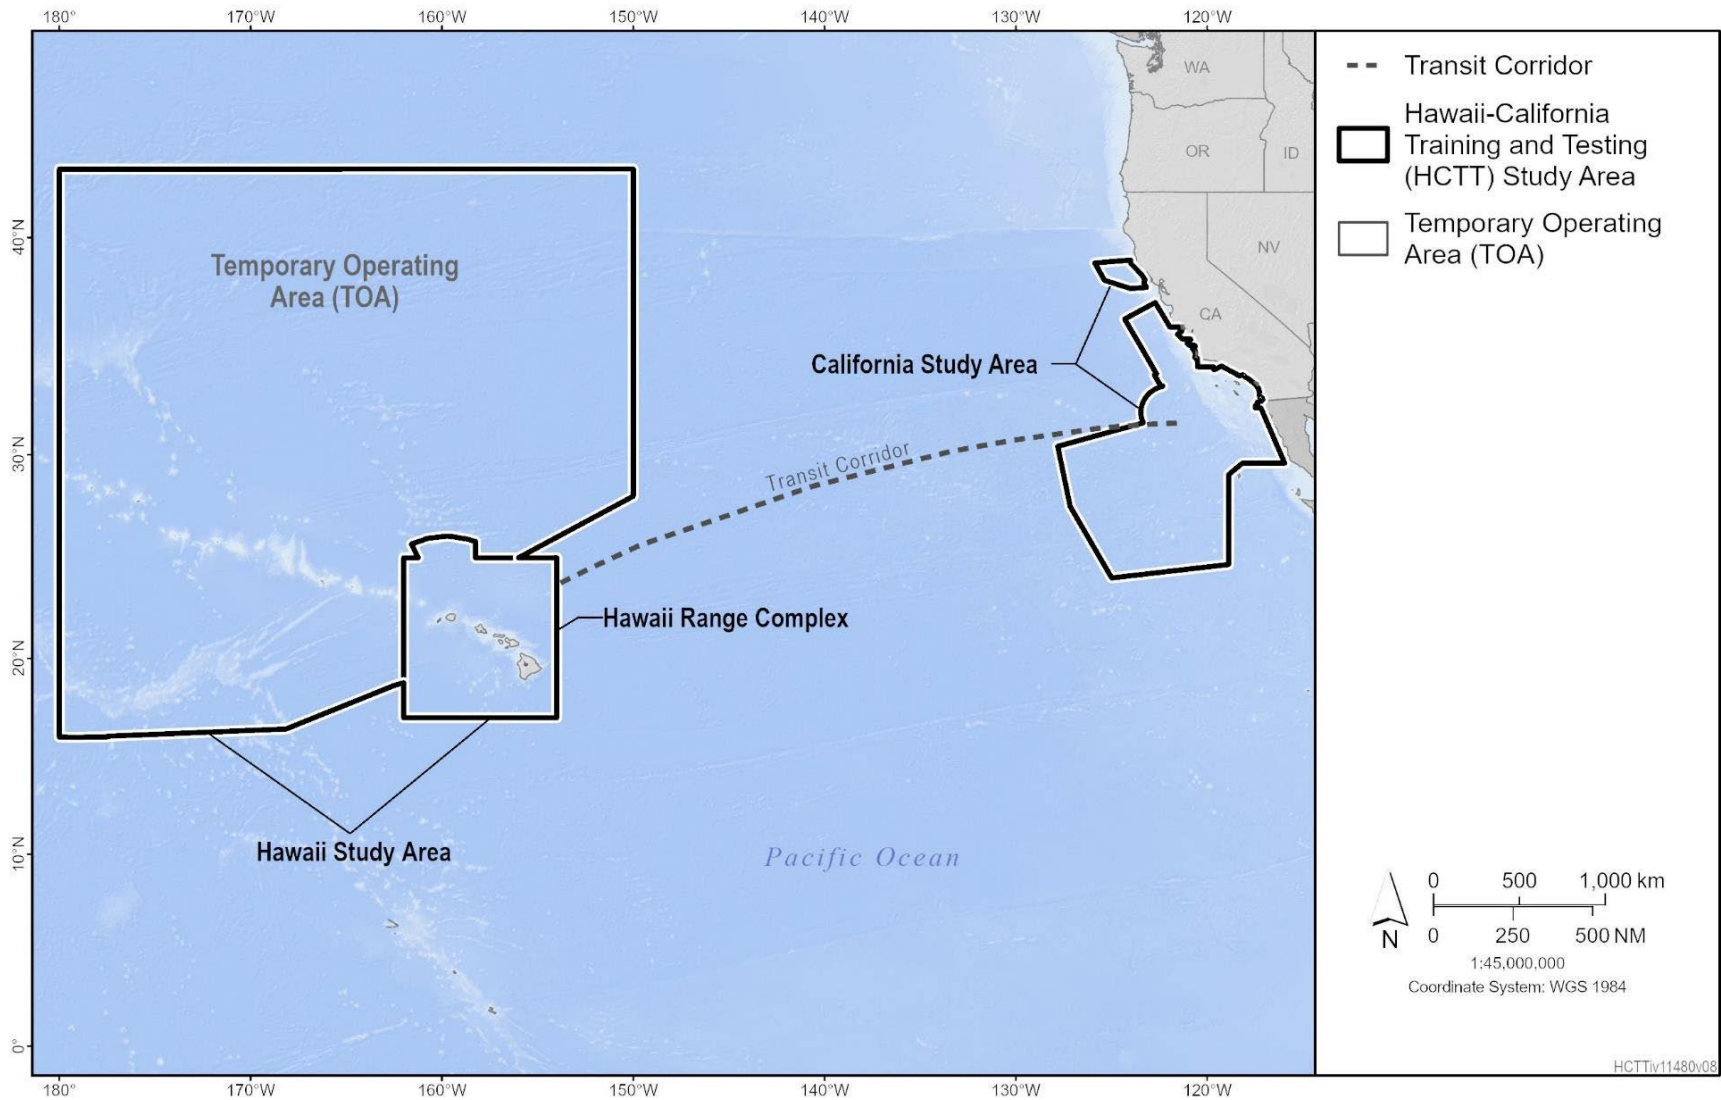 180° 170°W 160°W 150°W 140°W 130°W 120°W
Transit Corridor
Hawaii-California
Training and Testing
(HCTT) Study Area
Temporary Operating
Area (TOA)
WA
OR
ID
NV
CA
40°N
30°N
20°N
10°N
0°
Temporary Operating
Area (TOA)
California Study Area
Transit Corridor
Hawaii Range Complex
Hawaii Study Area
Pacific Ocean
N
0 500 1,000 km
0 250 500 NM
1:45,000,000
Coordinate System: WGS 1984
HCTTiv11480v08
180° 170°W 160°W 150°W 140°W 130°W 120°W